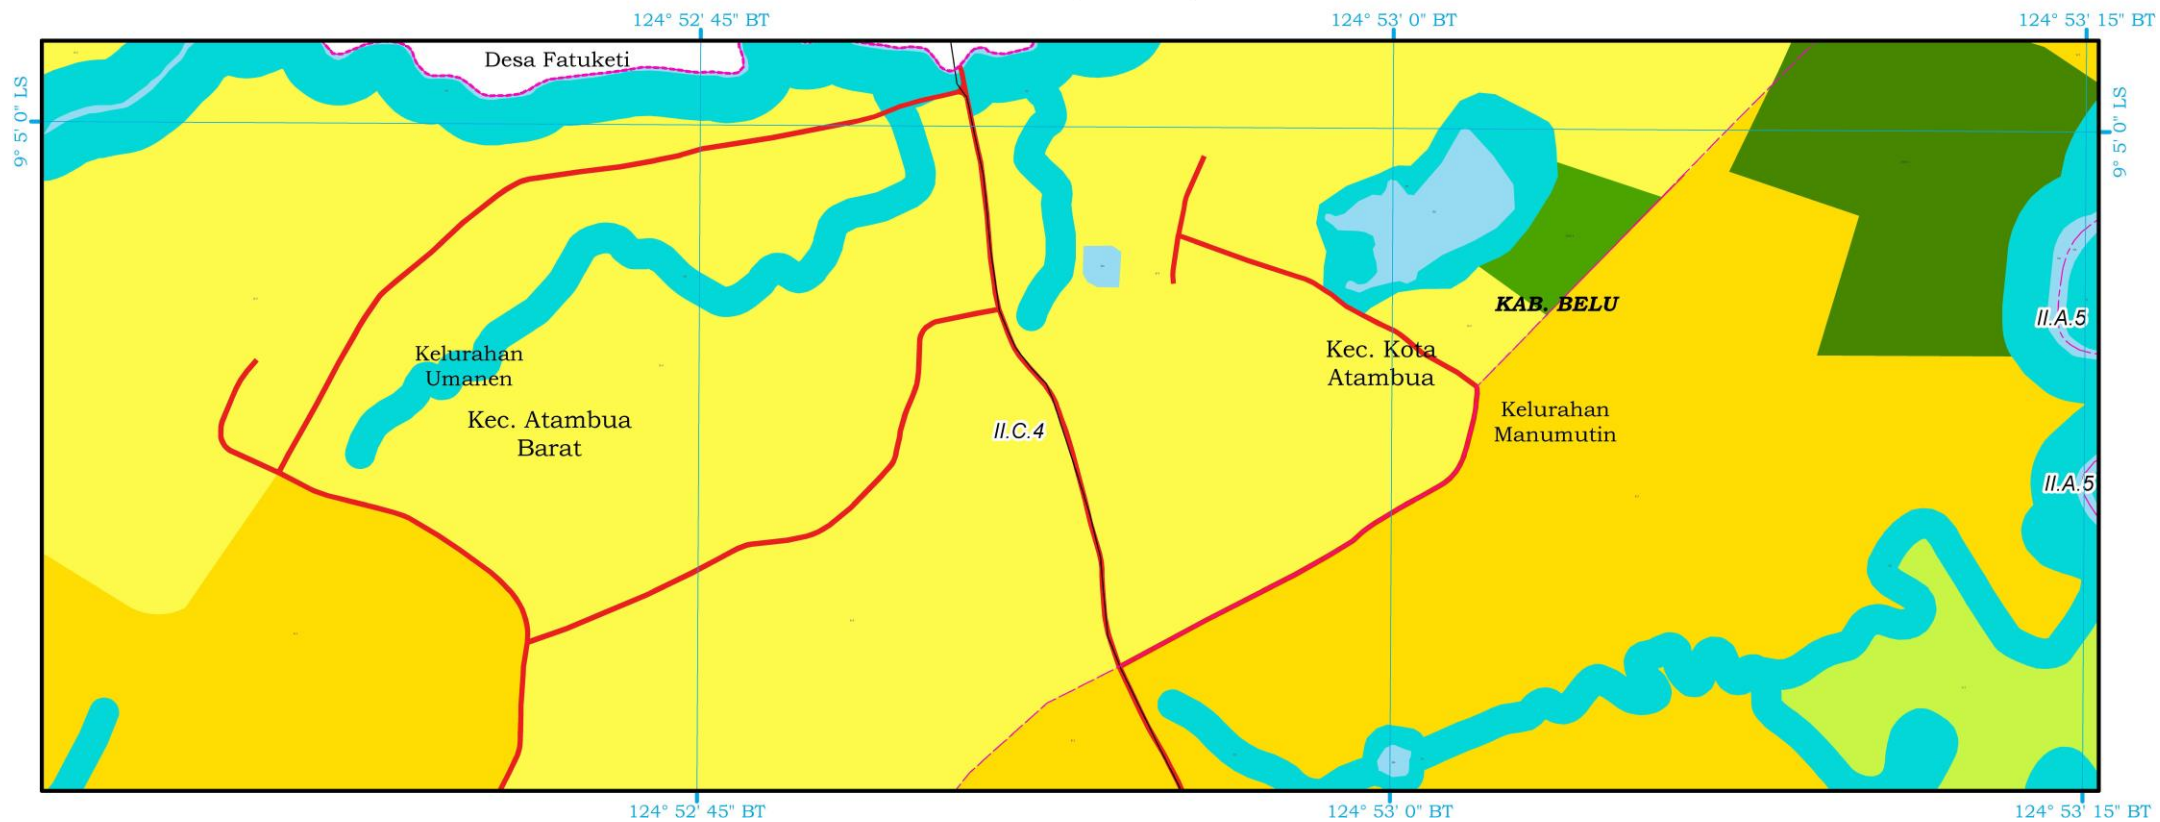 124° 52' 45" BT
124° 53' 0" BT
124° 53' 15" BT
9° 5' 0" LS
9° 5' 0" LS
Desa Fatuketi
KAB. BELU
II.A.5
Kelurahan
Umanen
Kec. Kota
Atambua
Kec. Atambua
Barat
II.C.4
Kelurahan
Manumutin
II.A.5
124° 52' 45" BT
124° 53' 0" BT
124° 53' 15" BT